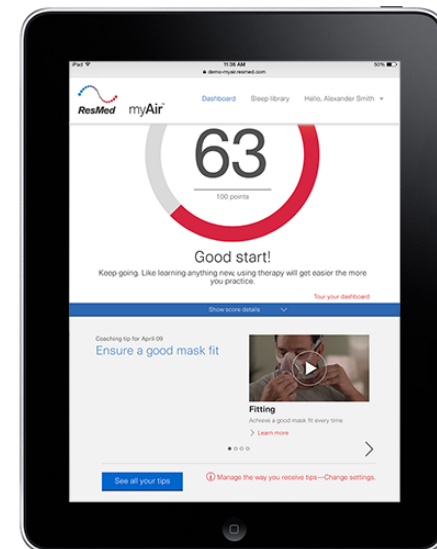 iPad
11:38 AM
50%
demo-myair.resmed.com
ResMed
myAir™
Dashboard
Sleep library
Hello, Alexander Smith
63
100 points
Good start!
Keep going. Like learning anything new, using therapy will get easier the more
you practice.
Tour your dashboard
Show score details
Coaching tip for April 09
Ensure a good mask fit
Fitting
Achieve a good mask fit every time
Learn more
See all your tips
Manage the way you receive tips—Change settings.